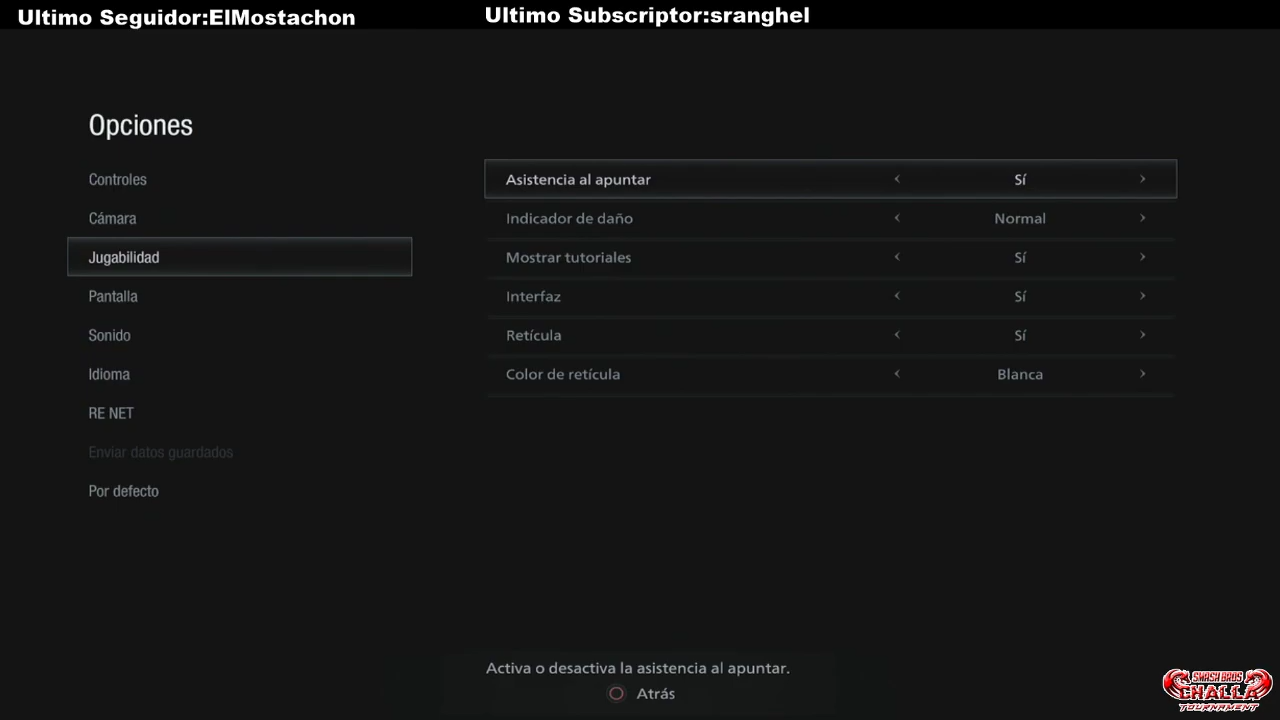 Ultimo Seguidor:ElMostachon
Ultimo Subscriptor:sranghel
Opciones
Controles
Cámara
Jugabilidad
Pantalla
Sonido
Idioma
RE NET
Enviar datos guardados
Por defecto
Asistencia al apuntar Sí
Indicador de daño Normal
Mostrar tutoriales Sí
Interfaz Sí
Retícula Sí
Color de retícula Blanca
Activa o desactiva la asistencia al apuntar.
Atrás
SMASH BROS
CHALLA
TOURNAMENT